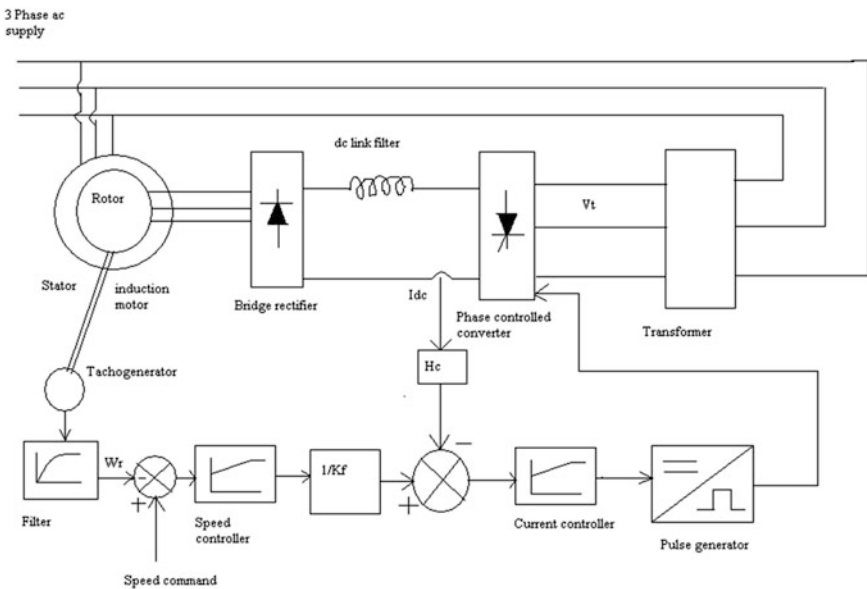 3 Phase ac
supply
dc link filter
Rotor
Vt
Stator
induction
motor
Bridge rectifier
Idc
Phase controlled
converter
Transformer
Tachogenerator
Hc
Wr
-
+
1/Kf
+
-
Filter
Speed
controller
Current controller
Pulse generator
Speed command